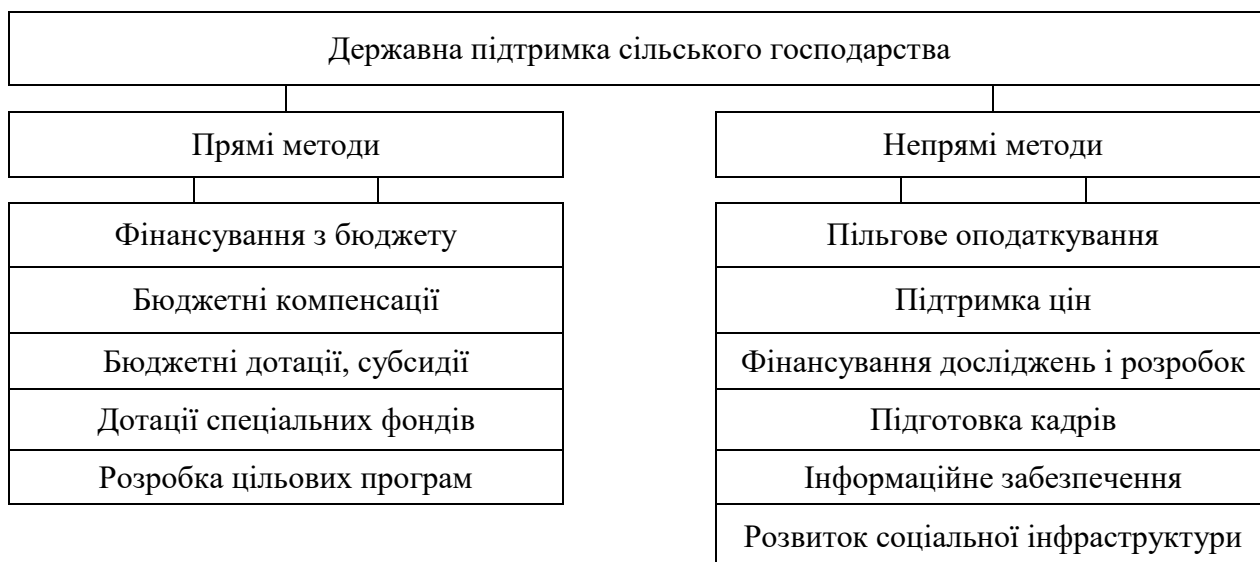 Державна підтримка сільського господарства
Прямі методи
Фінансування з бюджету
Бюджетні компенсації
Бюджетні дотації, субсидії
Дотації спеціальних фондів
Розробка цільових програм
Непрямі методи
Пільгове оподаткування
Підтримка цін
Фінансування досліджень і розробок
Підготовка кадрів
Інформаційне забезпечення
Розвиток соціальної інфраструктури